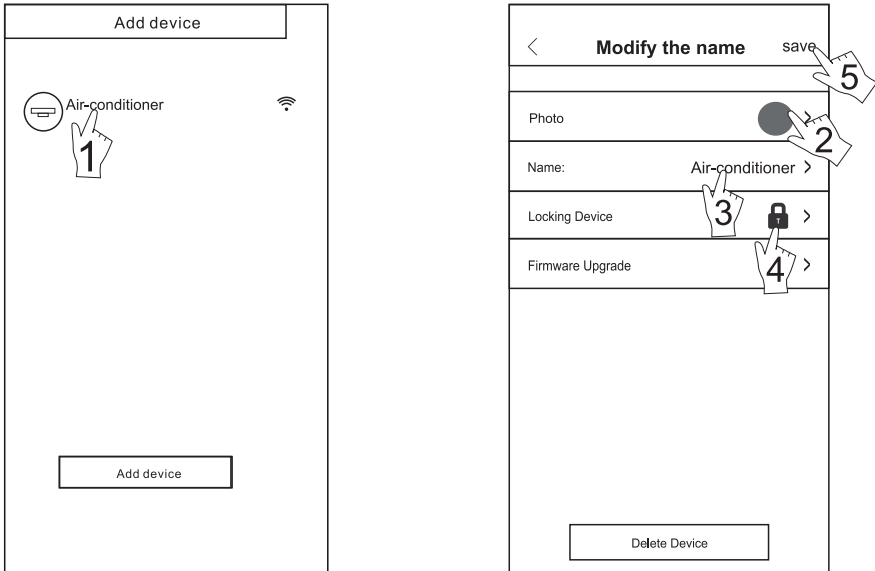 Add device
Air-conditioner
1
Add device
Modify the name save
5
Photo
2
Name: Air-conditioner >
3
Locking Device >
4
Firmware Upgrade >
Delete Device